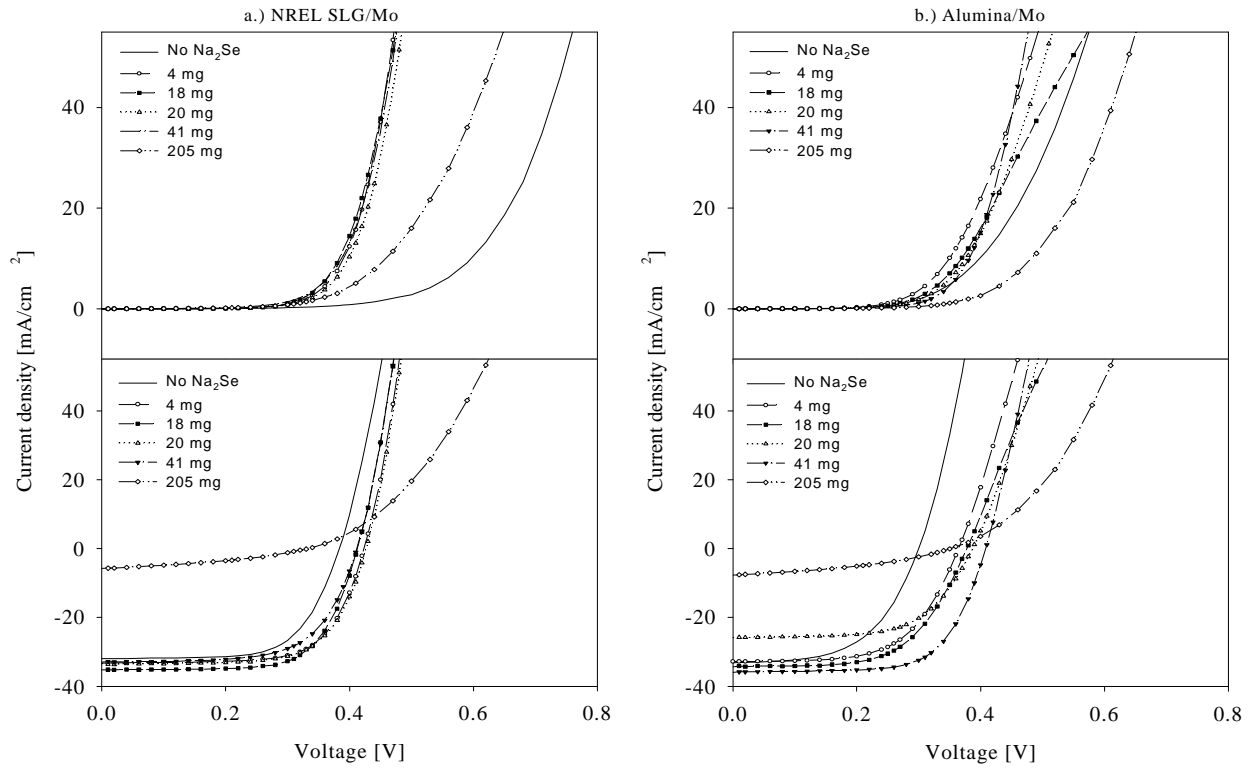 a.) NREL SLG/Mo
b.) Alumina/Mo
No Na₂Se
4 mg
18 mg
20 mg
41 mg
205 mg
40
20
0
No Na₂Se
4 mg
18 mg
20 mg
41 mg
205 mg
40
20
0
Current density [mA/cm ²]
Current density [mA/cm ²]
No Na₂Se
4 mg
18 mg
20 mg
41 mg
205 mg
40
20
0
-20
-40
No Na₂Se
4 mg
18 mg
20 mg
41 mg
205 mg
40
20
0
-20
-40
0.0 0.2 0.4 0.6 0.8
0.0 0.2 0.4 0.6 0.8
Voltage [V]
Voltage [V]